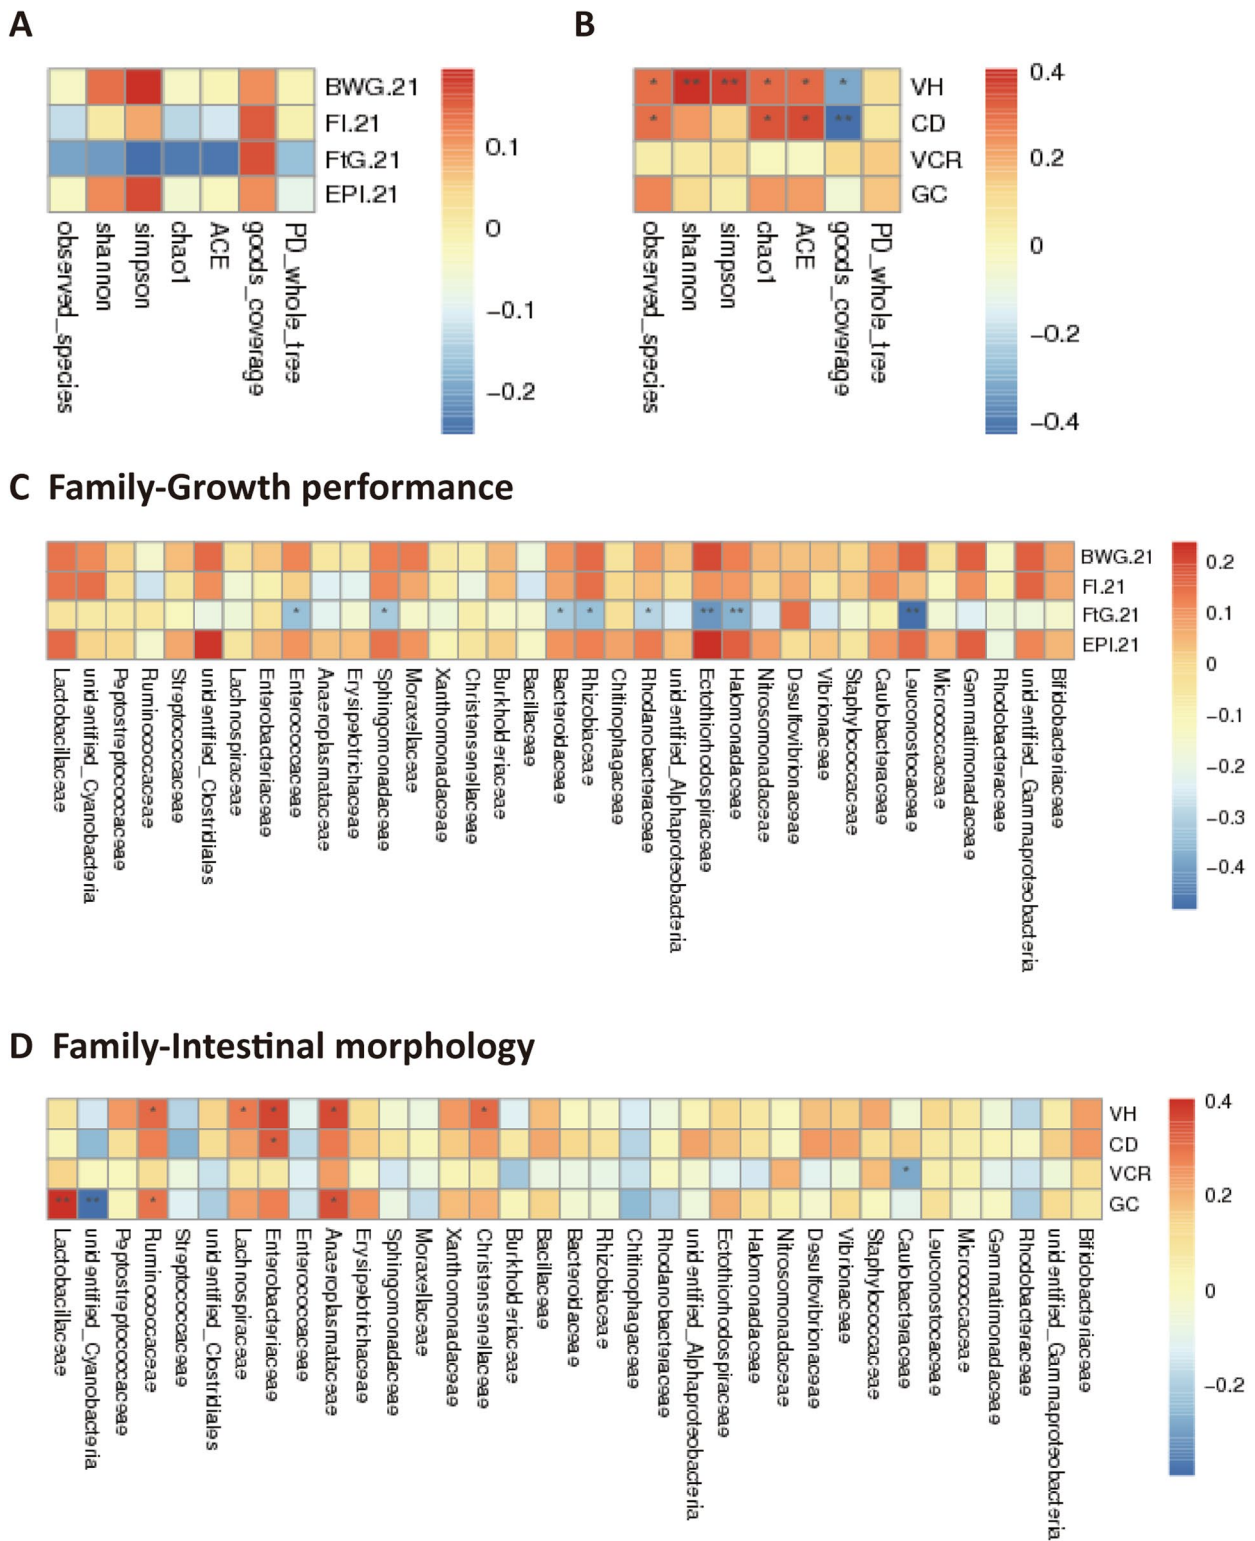 A
B
BWG.21
FI.21
FtG.21
EPI.21
observed_species
shannon
simpson
chao1
ACE
goods_coverage
PD_whole_tree
0.1
0
−0.1
−0.2
* ** ** * * *
* * * **
VH
CD
VCR
GC
observed_species
shannon
simpson
chao1
ACE
goods_coverage
PD_whole_tree
0.4
0.2
0
−0.2
−0.4
C Family-Growth performance
* * * * * ** ** **
BWG.21
FI.21
FtG.21
EPI.21
Lactobacillaceae
unidentified_Cyanobacteria
Peptostreptococcaceae
Ruminococcaceae
Streptococcaceae
unidentified_Clostridiales
Lachnospiraceae
Enterobacteriaceae
Enterococcaceae
Anaeroplasmataceae
Erysipelotrichaceae
Sphingomonadaceae
Moraxellaceae
Xanthomonadaceae
Christensenellaceae
Burkholderiaceae
Bacillaceae
Bacteroidaceae
Rhizobiaceae
Chitinophagaceae
Rhodanobacteraceae
unidentified_Alphaproteobacteria
Ectothiorhodospiraceae
Halomonadaceae
Nitrosomonadaceae
Desulfovibrionaceae
Vibrionaceae
Staphylococcaceae
Caulobacteraceae
Leuconostocaceae
Micrococcaceae
Gemmatimonadaceae
Rhodobacteraceae
unidentified_Gammaproteobacteria
Bifidobacteriaceae
0.2
0.1
0
−0.1
−0.2
−0.3
−0.4
D Family-Intestinal morphology
* * * * *
*
*
** ** * *
VH
CD
VCR
GC
Lactobacillaceae
unidentified_Cyanobacteria
Peptostreptococcaceae
Ruminococcaceae
Streptococcaceae
unidentified_Clostridiales
Lachnospiraceae
Enterobacteriaceae
Enterococcaceae
Anaeroplasmataceae
Erysipelotrichaceae
Sphingomonadaceae
Moraxellaceae
Xanthomonadaceae
Christensenellaceae
Burkholderiaceae
Bacillaceae
Bacteroidaceae
Rhizobiaceae
Chitinophagaceae
Rhodanobacteraceae
unidentified_Alphaproteobacteria
Ectothiorhodospiraceae
Halomonadaceae
Nitrosomonadaceae
Desulfovibrionaceae
Vibrionaceae
Staphylococcaceae
Caulobacteraceae
Leuconostocaceae
Micrococcaceae
Gemmatimonadaceae
Rhodobacteraceae
unidentified_Gammaproteobacteria
Bifidobacteriaceae
0.4
0.2
0
−0.2